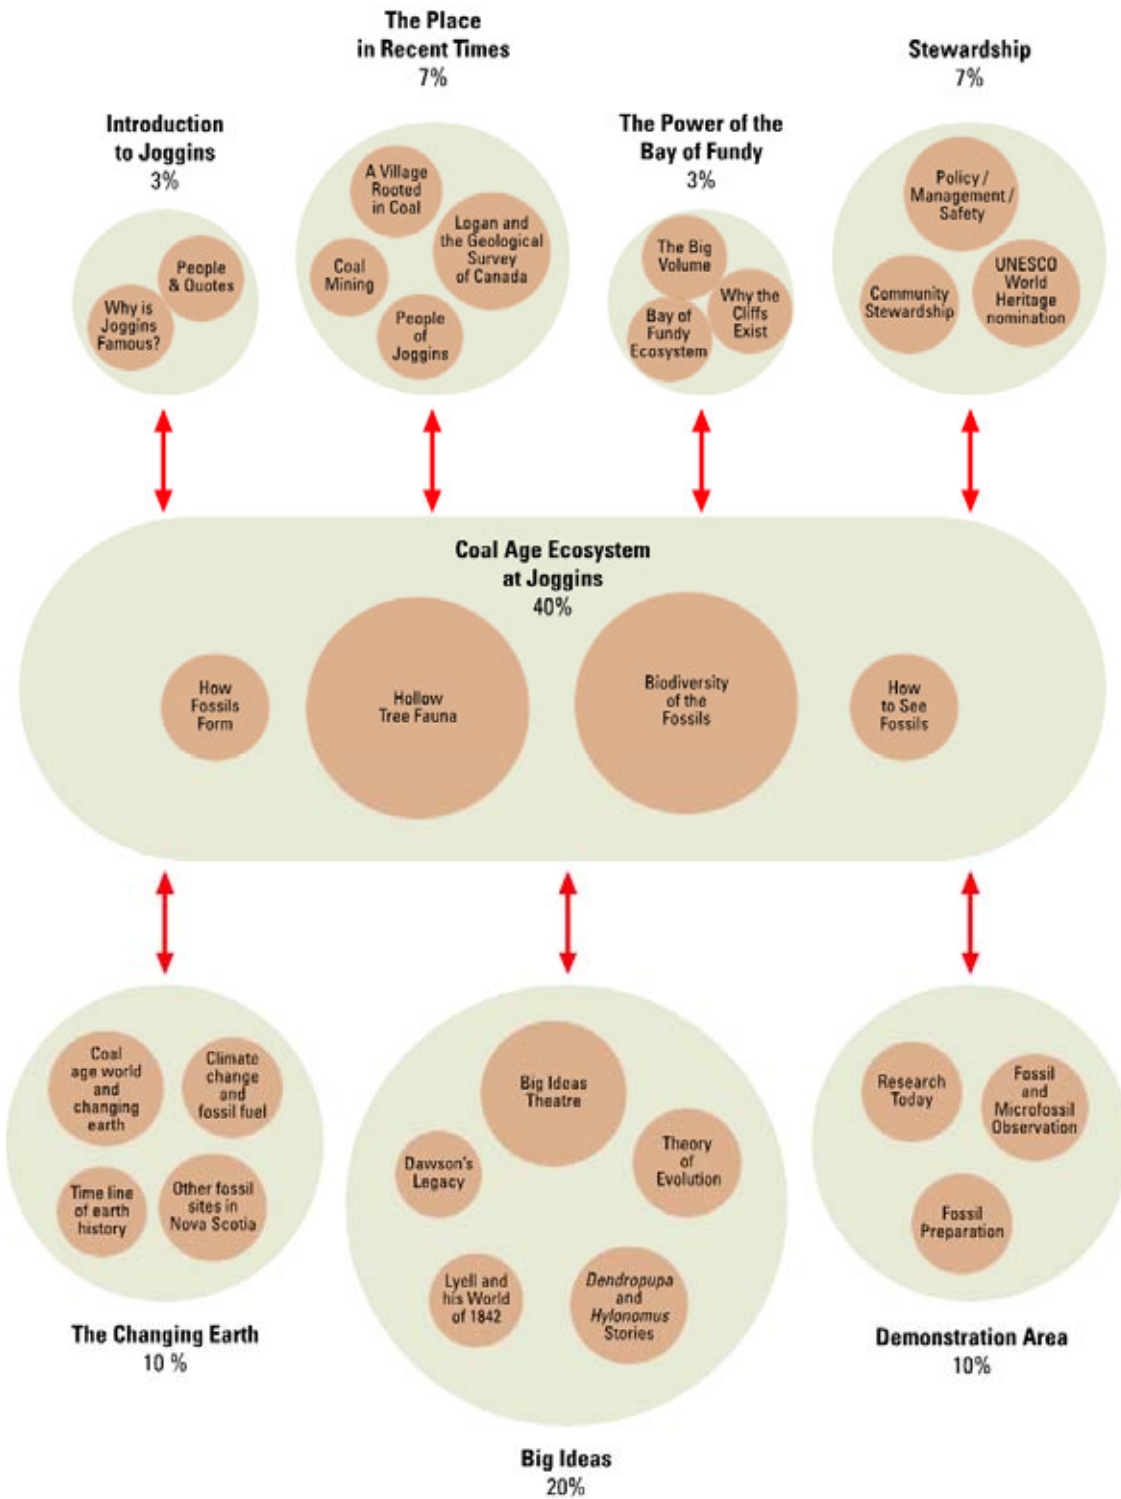 The Place
in Recent Times
7%
Stewardship
7%
Introduction
to Joggins
3%
The Power of the
Bay of Fundy
3%
People
& Quotes
Why is
Joggins
Famous?
A Village
Rooted
in Coal
Logan and
the Geological
Survey
of Canada
Coal
Mining
People
of
Joggins
The Big
Volume
Why the
Cliffs
Exist
Bay of
Fundy
Ecosystem
Policy /
Management /
Safety
UNESCO
World
Heritage
nomination
Community
Stewardship
Coal Age Ecosystem
at Joggins
40%
How
Fossils
Form
Hollow
Tree Fauna
Biodiversity
of the
Fossils
How
to See
Fossils
Coal
age world
and
changing
earth
Climate
change
and
fossil fuel
Time line
of earth
history
Other fossil
sites in
Nova Scotia
The Changing Earth
10 %
Big Ideas
Theatre
Dawson's
Legacy
Theory
of
Evolution
Lyell and
his World
of 1842
Dendropupa
and
Hylonomus
Stories
Big Ideas
20%
Research
Today
Fossil
and
Microfossil
Observation
Fossil
Preparation
Demonstration Area
10%